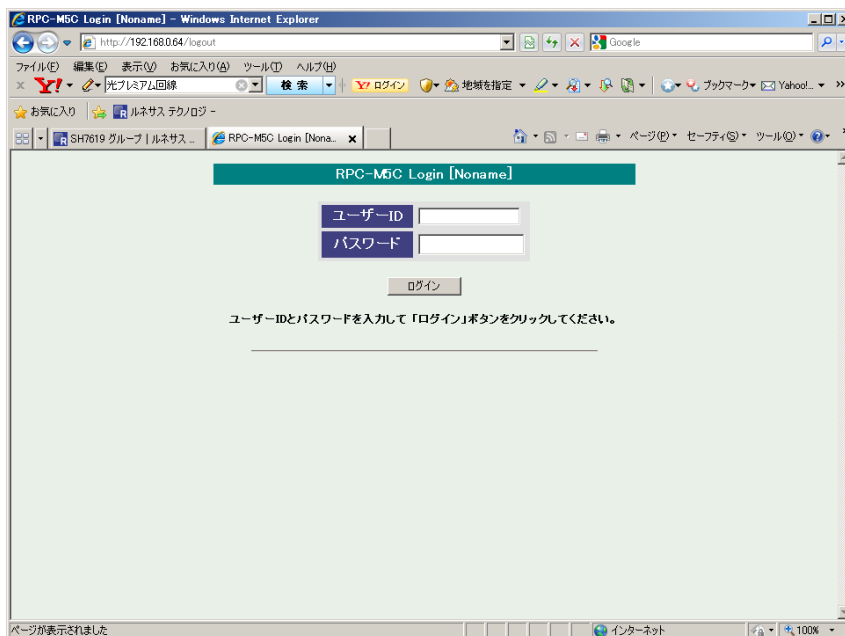 RPC-M5C Login [Noname] - Windows Internet Explorer
http://192.168.0.64/logout
Google
ファイル(F) 編集(E) 表示(V) お気に入り(A) ツール(T) ヘルプ(H)
Y! 光プレミアム回線 検索 Y! ログイン 地域を指定 ブックマーク Yahoo!...
お気に入り ルネサス テクノロジ -
SH7619 グループ | ルネサス ... RPC-M5C Login [Nona... ページ(P) セーフティ(S) ツール(O)
RPC-M5C Login [Noname]
ユーザーID
パスワード
ログイン
ユーザーIDとパスワードを入力して「ログイン」ボタンをクリックしてください。
ページが表示されました インターネット 100%